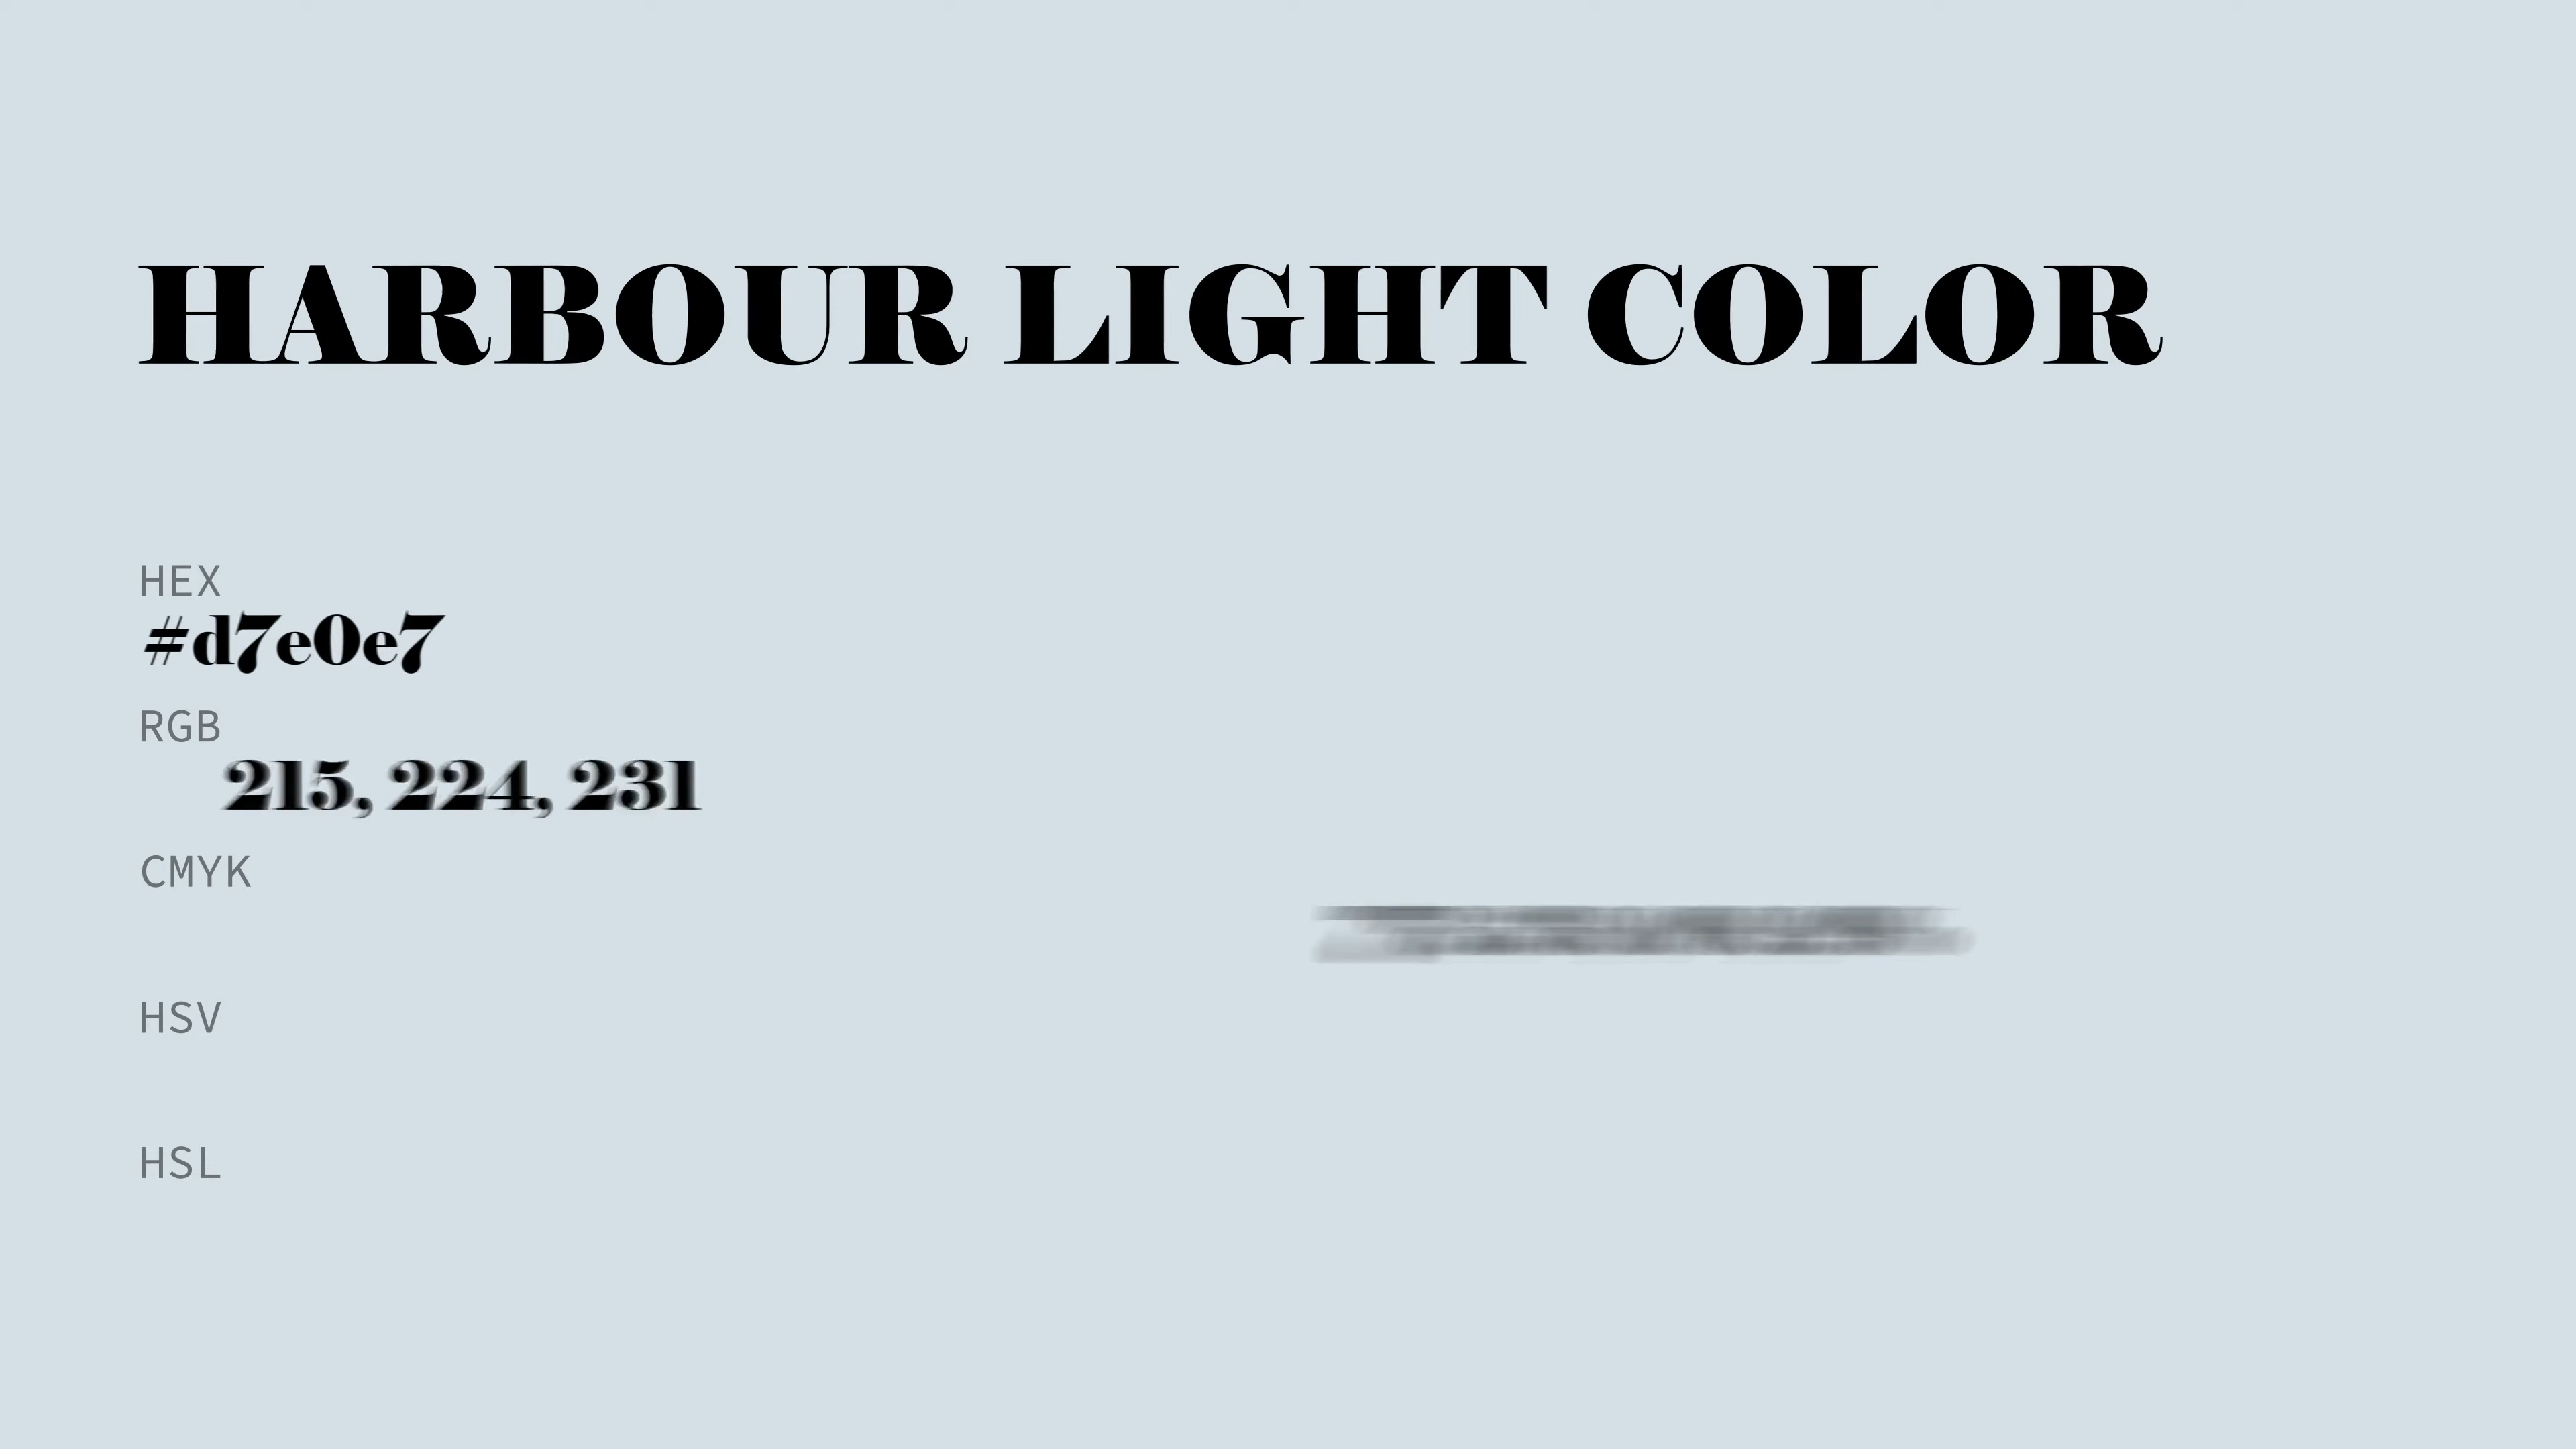 HARBOUR LIGHT COLOR
HEX
#d7e0e7
RGB
215, 224, 231
CMYK
HSV
HSL